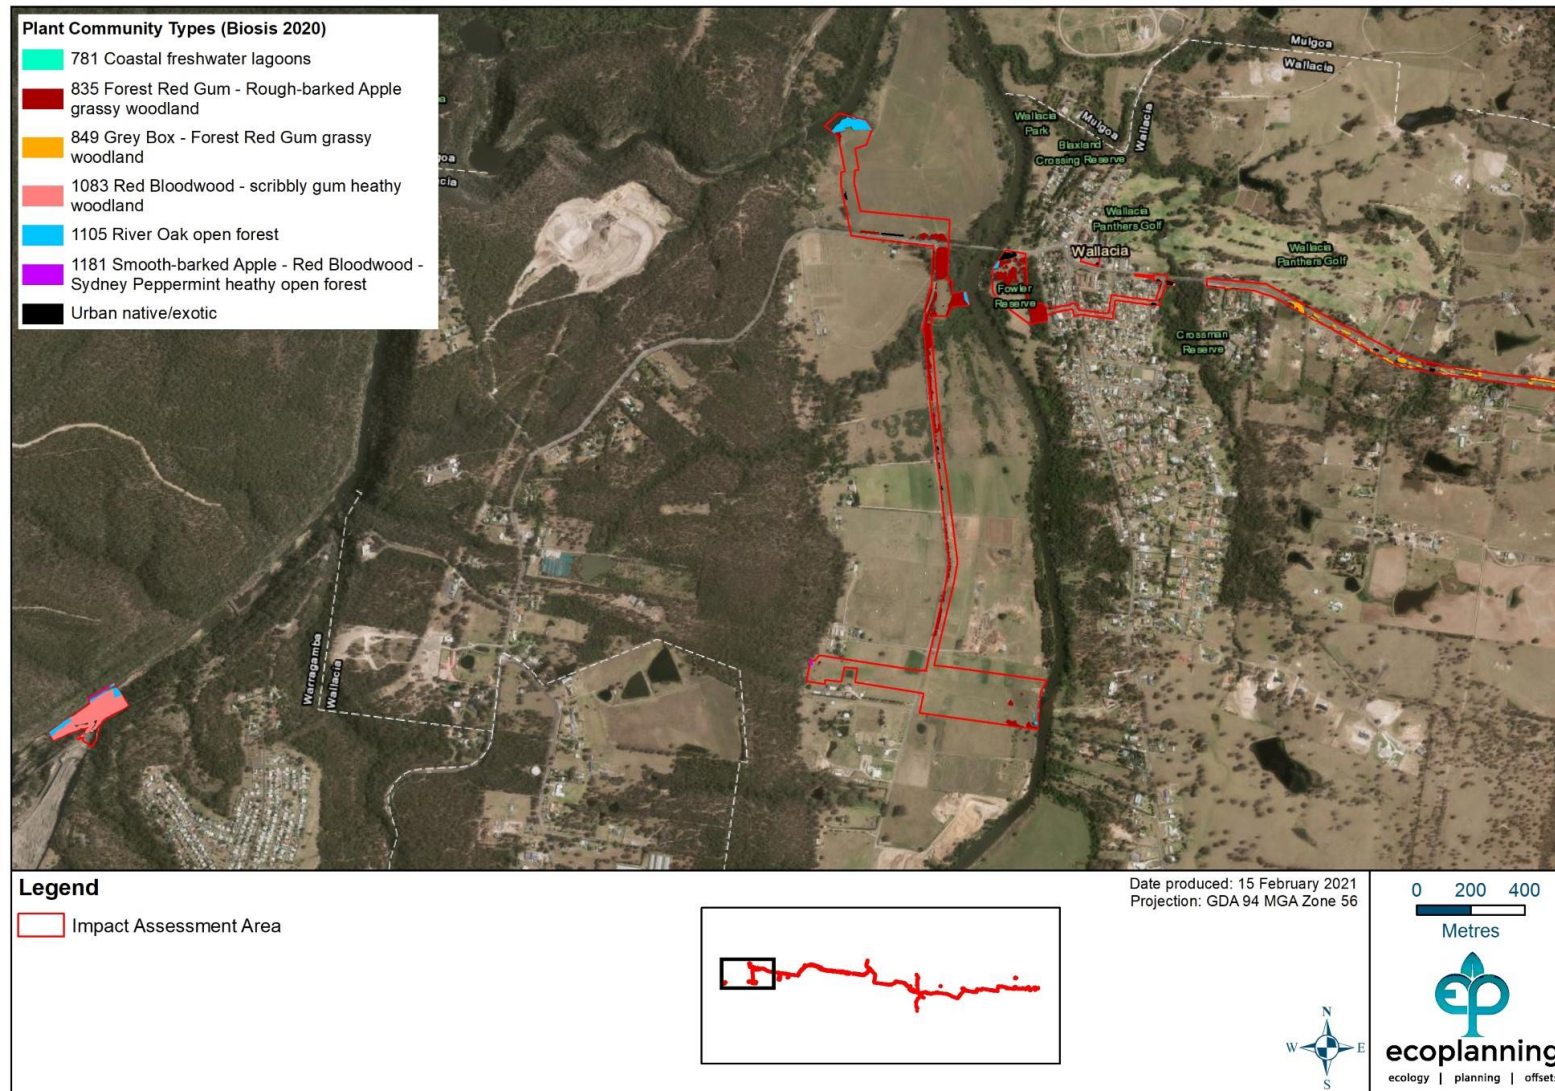 Plant Community Types (Biosis 2020)
781 Coastal freshwater lagoons
835 Forest Red Gum - Rough-barked Apple
grassy woodland
849 Grey Box - Forest Red Gum grassy
woodland
1083 Red Bloodwood - scribbly gum heathy
woodland
1105 River Oak open forest
1181 Smooth-barked Apple - Red Bloodwood -
Sydney Peppermint heathy open forest
Urban native/exotic
Mulgoa
Wallacia
Wallacia
Park
Mulgoa
Wallacia
Blaxland
Crossing Reserve
Wallacia
Panthers Golf
Wallacia
Wallacia
Panthers Golf
Fowler
Reserve
Crossman
Reserve
Warragamba
Wallacia
Legend
Impact Assessment Area
Date produced: 15 February 2021
Projection: GDA 94 MGA Zone 56
0 200 400
Metres
N
W E
S
ep
ecoplanning
ecology | planning | offsets